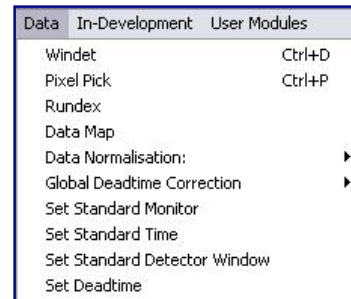 Data In-Development User Modules
Windet Ctrl+D
Pixel Pick Ctrl+P
Rundex
Data Map
Data Normalisation:
Global Deadtime Correction
Set Standard Monitor
Set Standard Time
Set Standard Detector Window
Set Deadtime